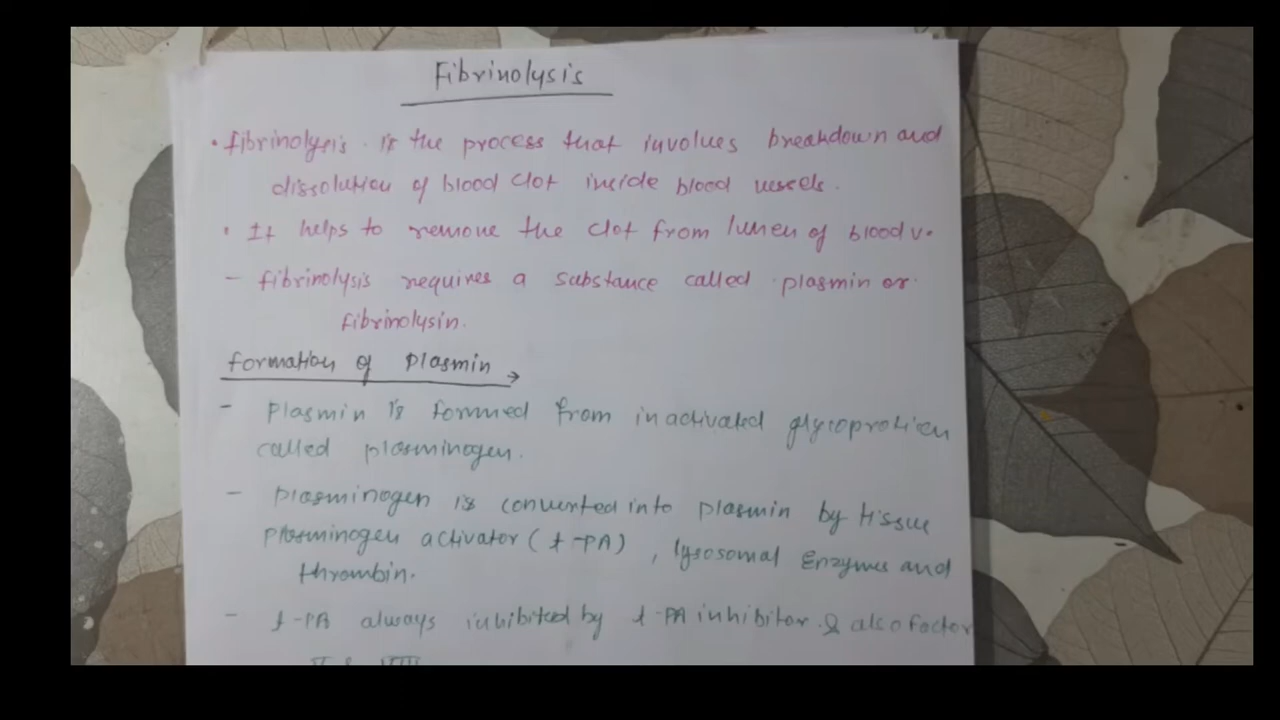 Fibrinolysis
• fibrinolysis is the process that involves breakdown and
dissolution of blood clot inside blood vessels.
• It helps to remove the clot from lumen of blood v.
- fibrinolysis requires a substance called plasmin or
fibrinolysin.
formation of Plasmin →
- Plasmin is formed from inactivated glycoprotien
called plasminogen.
- plasminogen is converted into plasmin by tissue
plasminogen activator ( t-PA) , lysosomal Enzymes and
thrombin.
- t-PA always inhibited by t-PA inhibitor & also factor